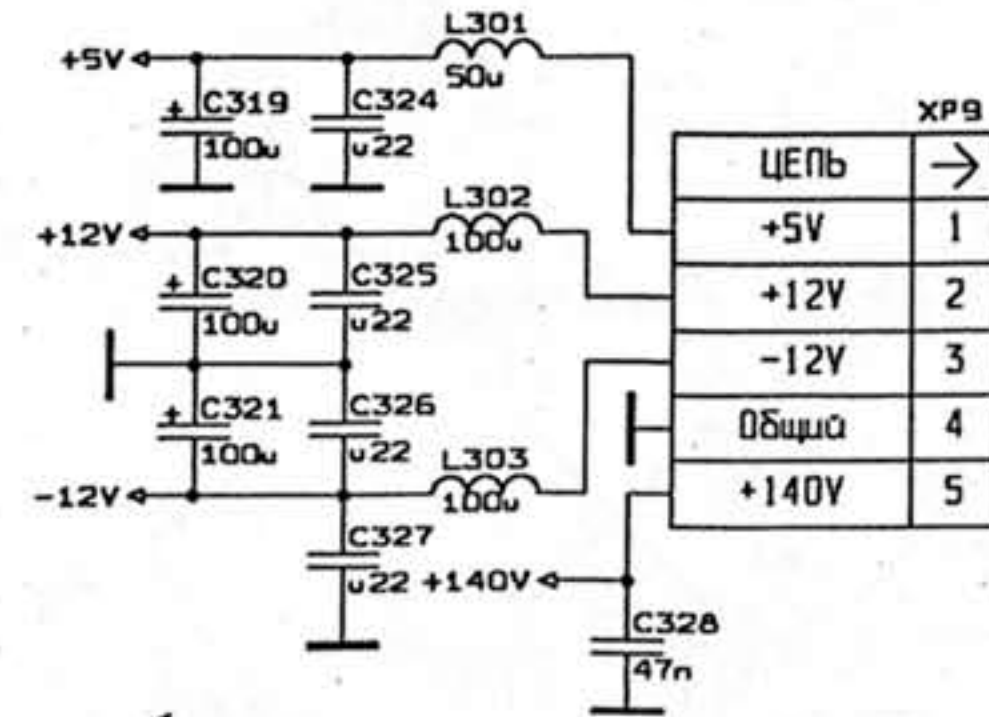 L301
+5V
50u
C319
C324
+
100u
u22
XP9
ЦЕПЬ
+5V 1
+12V 2
-12V 3
Общий 4
+140V 5
L302
+12V
100u
C320
C325
+
100u
u22
C321
C326
+
100u
u22
L303
-12V
100u
C327
u22
+140V
C328
47n